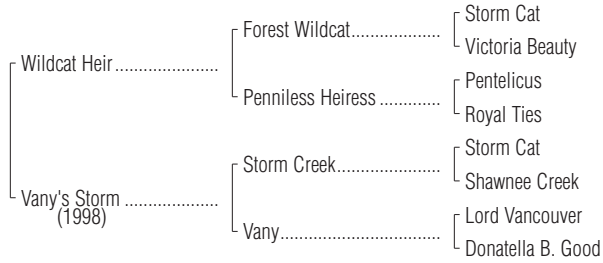 Storm Cat
Forest Wildcat....................
Victoria Beauty
Wildcat Heir ......................
Pentelicus
Penniless Heiress .............
Royal Ties
Storm Cat
Storm Creek.......................
Shawnee Creek
Vany's Storm ....................
(1998)
Lord Vancouver
Vany..................................
Donatella B. Good